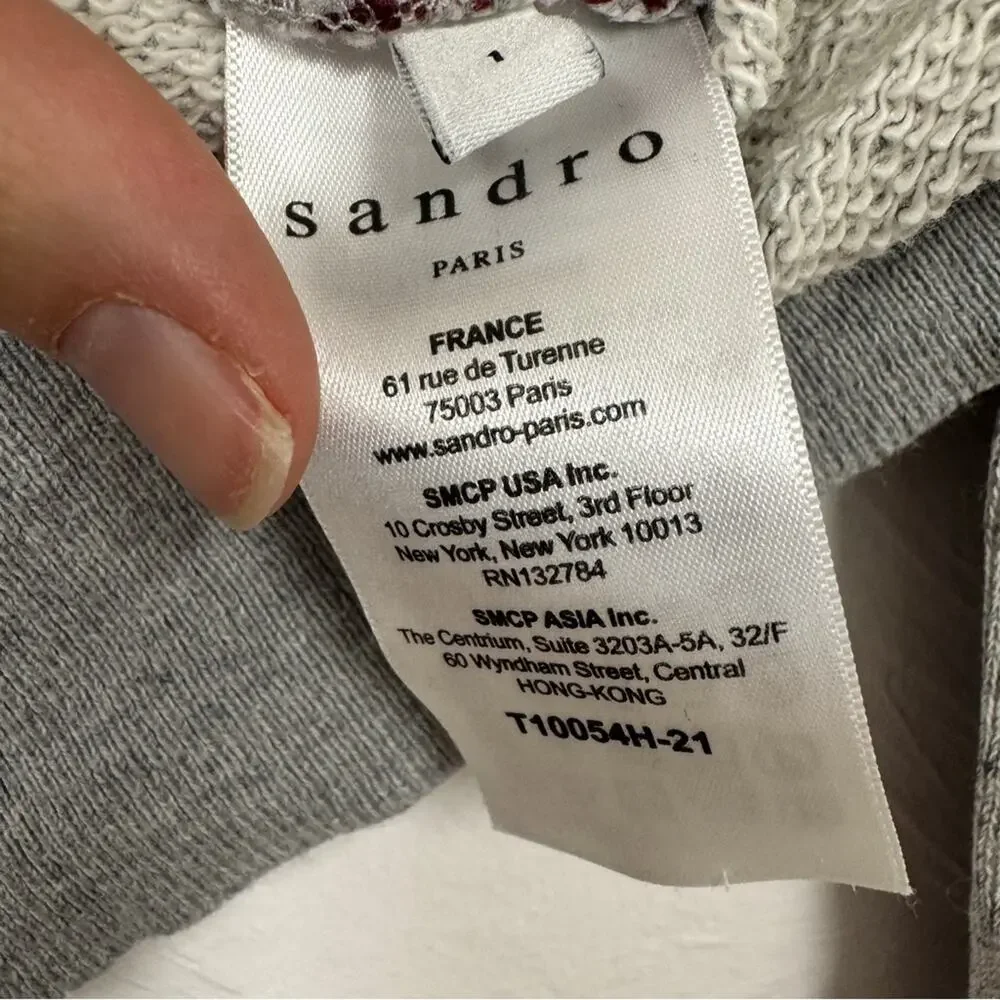 1
sandro
PARIS
FRANCE
61 rue de Turenne
75003 Paris
www.sandro-paris.com
SMCP USA Inc.
10 Crosby Street, 3rd Floor
New York, New York 10013
RN132784
SMCP ASIA Inc.
The Centrium, Suite 3203A-5A, 32/F
60 Wyndham Street, Central
HONG-KONG
T10054H-21